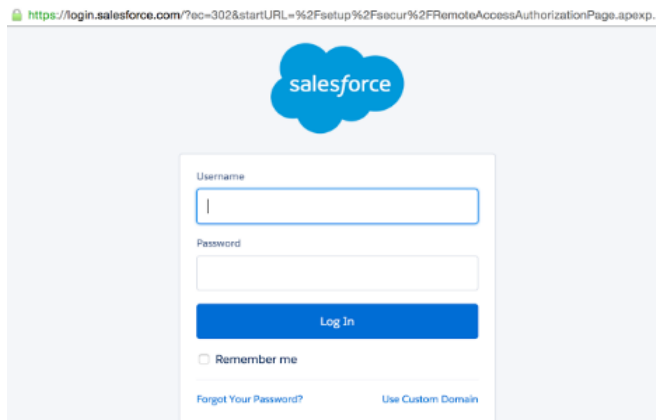 https://login.salesforce.com/?ec=302&startURL=%2Fsetup%2Fsecur%2FRemoteAccessAuthorizationPage.apexp.
salesforce
Username
Password
Log In
Remember me
Forgot Your Password? Use Custom Domain